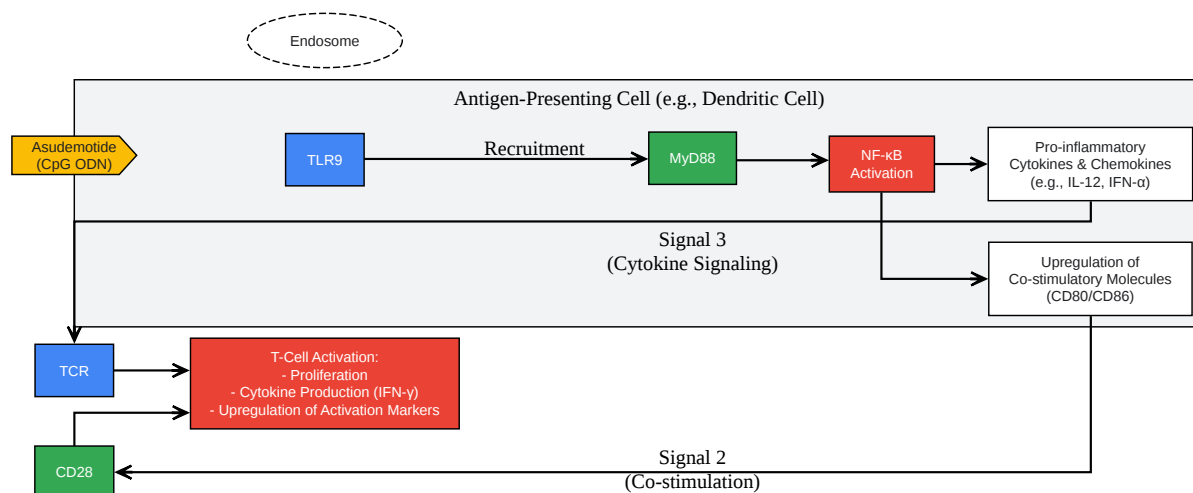 Endosome
Antigen-Presenting Cell (e.g., Dendritic Cell)
Asudemotide
(CpG ODN)
TLR9
Recruitment
MyD88
NF-κB
Activation
Pro-inflammatory
Cytokines & Chemokines
(e.g., IL-12, IFN-α)
Signal 3
(Cytokine Signaling)
Upregulation of
Co-stimulatory Molecules
(CD80/CD86)
TCR
T-Cell Activation:
- Proliferation
- Cytokine Production (IFN-γ)
- Upregulation of Activation Markers
CD28
Signal 2
(Co-stimulation)